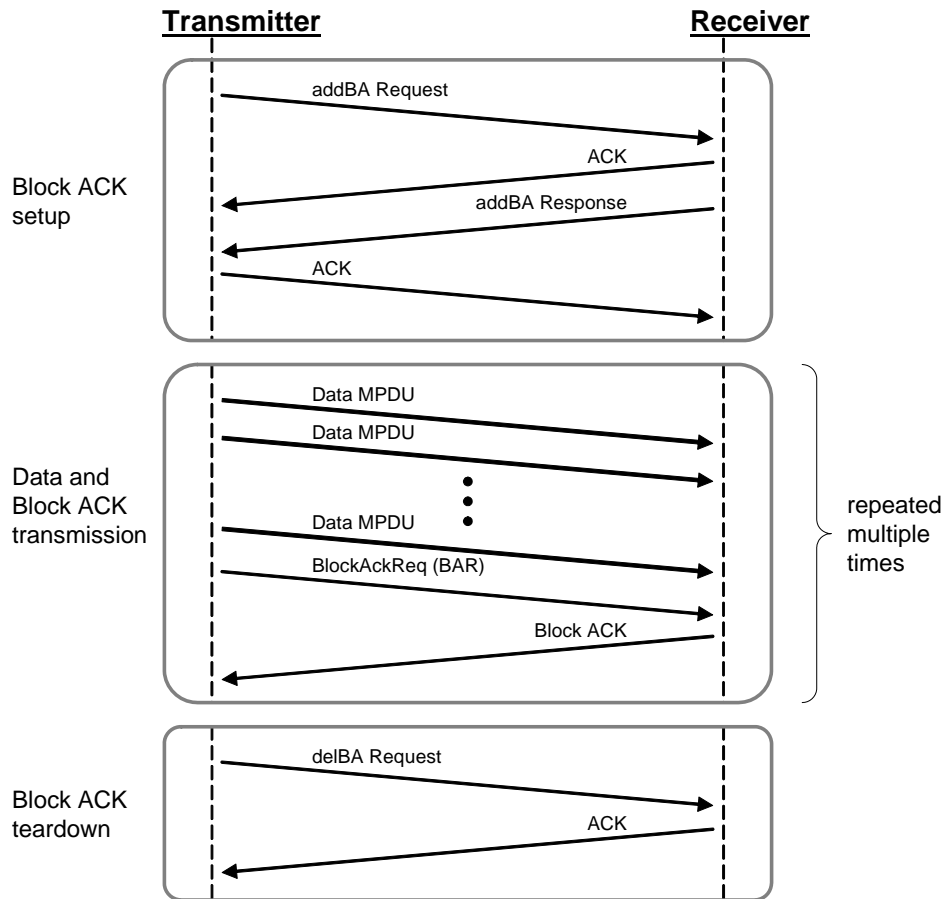 Transmitter
Receiver
addBA Request
ACK
addBA Response
ACK
Block ACK
setup
Data MPDU
Data MPDU
Data MPDU
BlockAckReq (BAR)
Block ACK
Data and
Block ACK
transmission
repeated
multiple
times
delBA Request
ACK
Block ACK
teardown